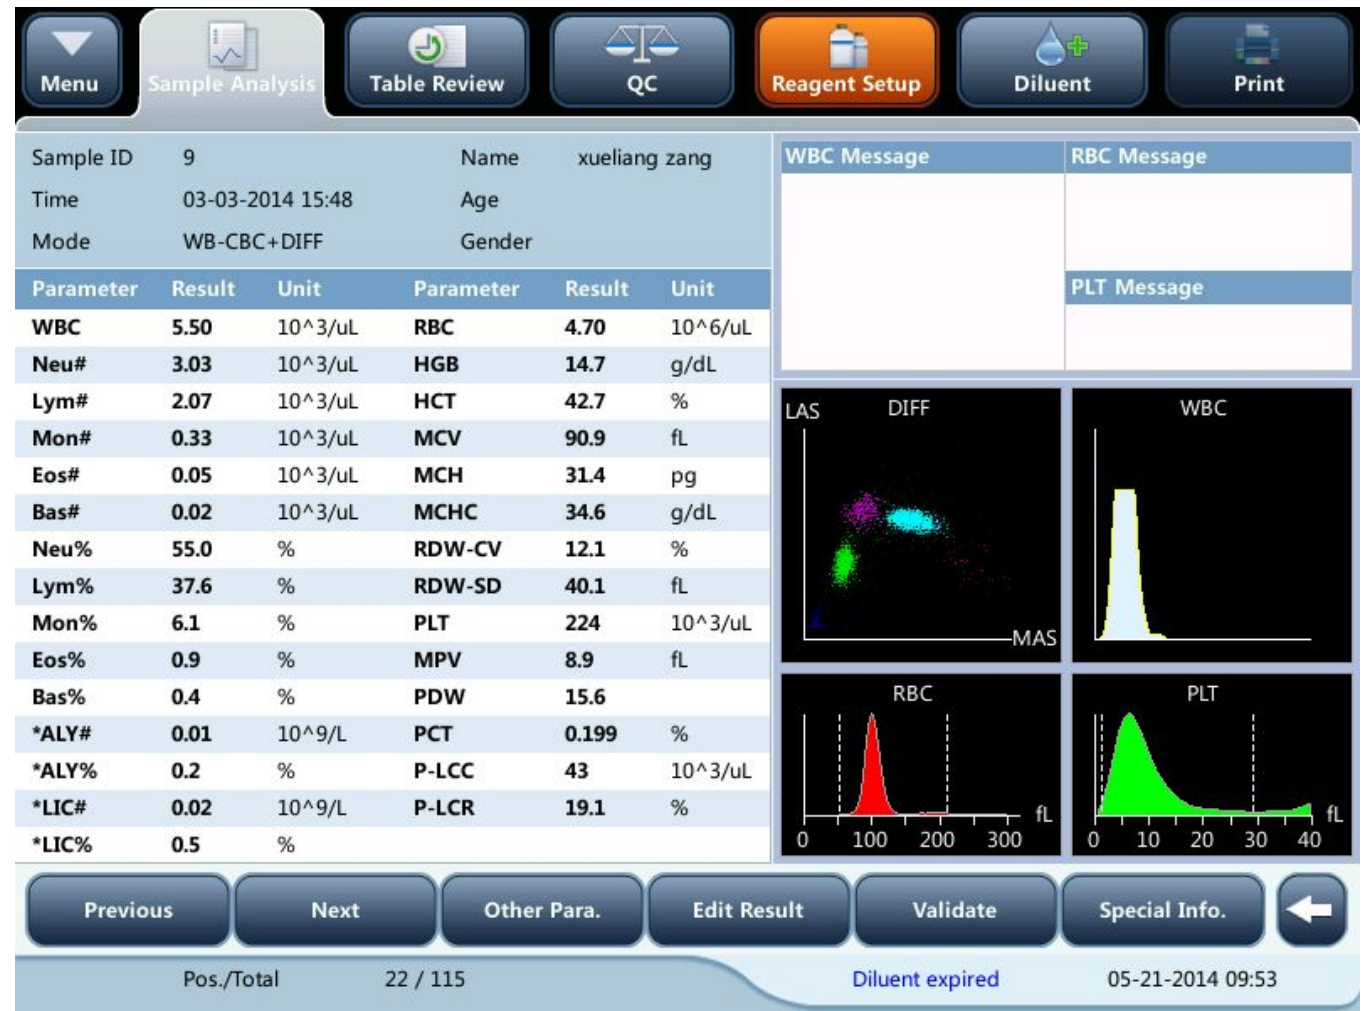 Menu
Sample Analysis
Table Review
QC
Reagent Setup
Diluent
Print
Sample ID 9 Name xueliang zang
Time 03-03-2014 15:48 Age
Mode WB-CBC+DIFF Gender
WBC Message
RBC Message
PLT Message
Parameter Result Unit Parameter Result Unit
WBC 5.50 10^3/uL RBC 4.70 10^6/uL
Neu# 3.03 10^3/uL HGB 14.7 g/dL
Lym# 2.07 10^3/uL HCT 42.7 %
Mon# 0.33 10^3/uL MCV 90.9 fL
Eos# 0.05 10^3/uL MCH 31.4 pg
Bas# 0.02 10^3/uL MCHC 34.6 g/dL
Neu% 55.0 % RDW-CV 12.1 %
Lym% 37.6 % RDW-SD 40.1 fL
Mon% 6.1 % PLT 224 10^3/uL
Eos% 0.9 % MPV 8.9 fL
Bas% 0.4 % PDW 15.6
*ALY# 0.01 10^9/L PCT 0.199 %
*ALY% 0.2 % P-LCC 43 10^3/uL
*LIC# 0.02 10^9/L P-LCR 19.1 %
*LIC% 0.5 %
LAS DIFF
MAS
WBC
RBC
fL
0 100 200 300
PLT
fL
0 10 20 30 40
Previous
Next
Other Para.
Edit Result
Validate
Special Info.
Pos./Total 22 / 115
Diluent expired
05-21-2014 09:53